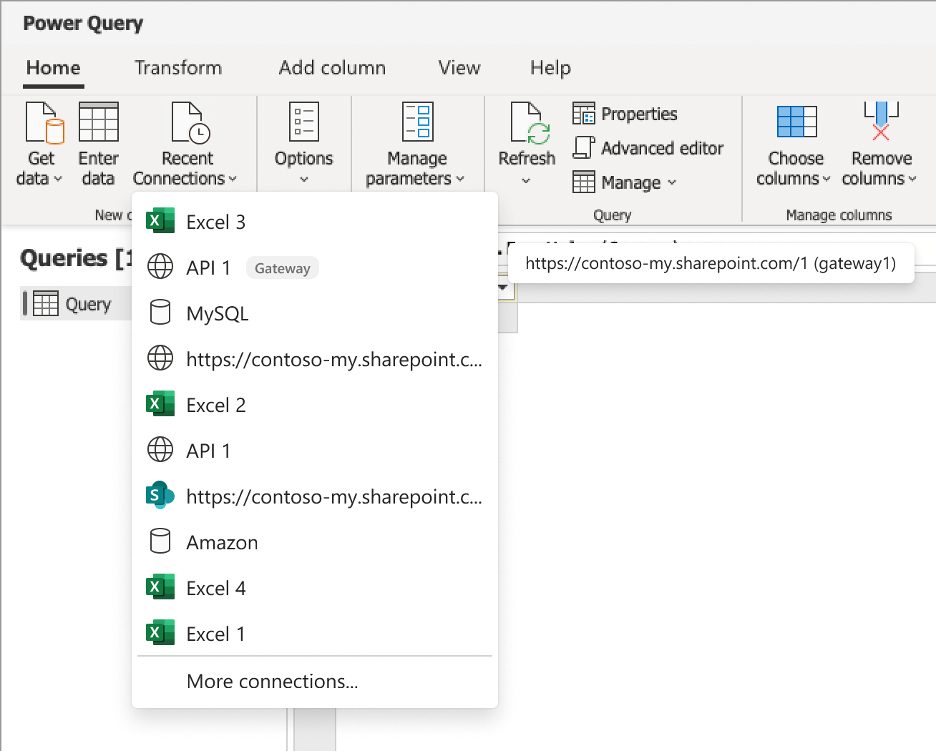 Power Query
Home Transform Add column View Help
Get data
Enter data
Recent Connections
Options
Manage parameters
Refresh
Properties
Advanced editor
Manage
Choose columns
Remove columns
New
Query
Manage columns
Queries [1
Query
Excel 3
API 1 Gateway
https://contoso-my.sharepoint.com/1 (gateway1)
MySQL
https://contoso-my.sharepoint.c...
Excel 2
API 1
https://contoso-my.sharepoint.c...
Amazon
Excel 4
Excel 1
More connections...